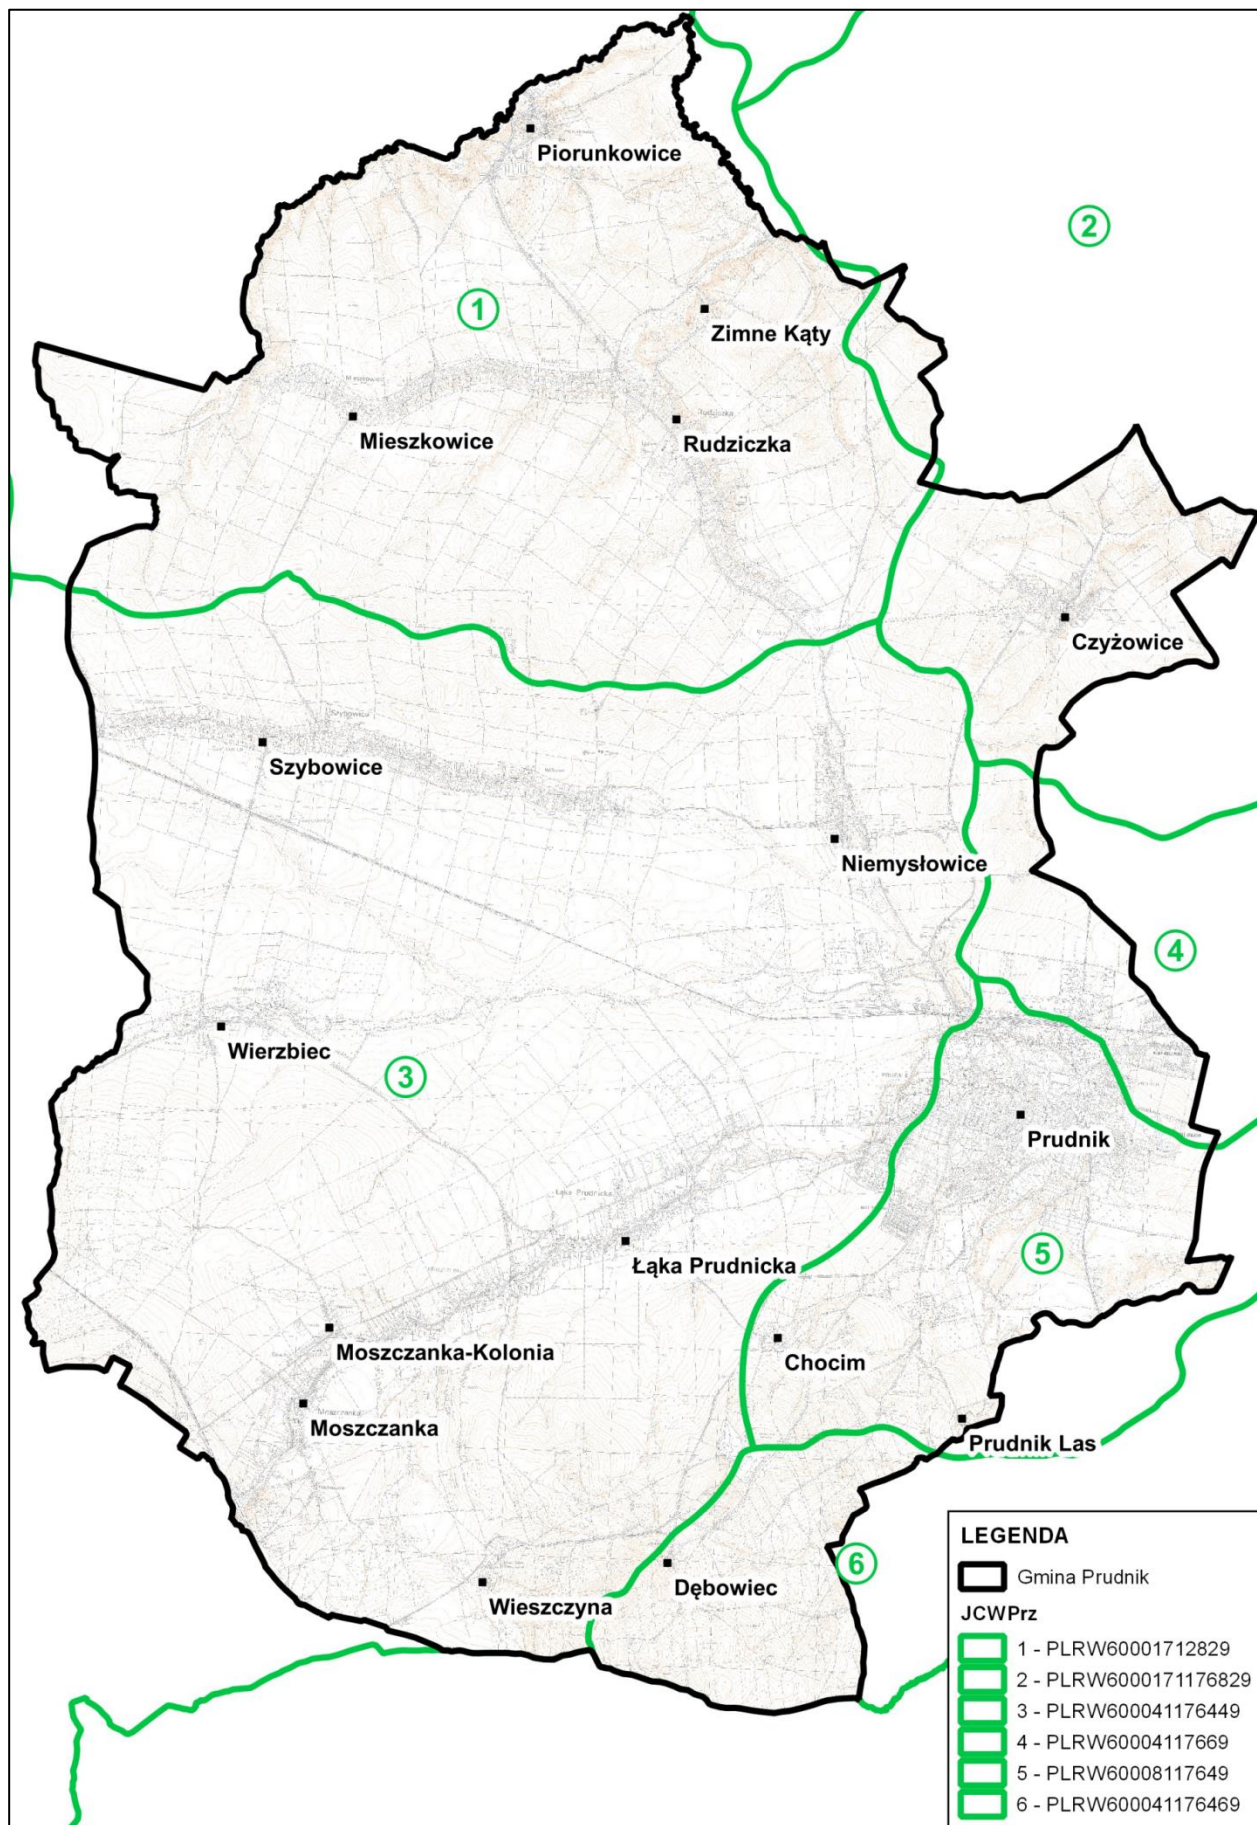 Piorunkowice
2
1
Zimne Kąty
Mieszkowice
Rudziczka
Czyżowice
Szybowice
Niemysłowice
4
Wierzbiec
3
Prudnik
5
Łąka Prudnicka
Moszczanka-Kolonia
Chocim
Moszczanka
Prudnik Las
6
Dębowiec
Wieszczyna
LEGENDA
Gmina Prudnik
JCWPrz
1 - PLRW60001712829
2 - PLRW6000171176829
3 - PLRW600041176449
4 - PLRW60004117669
5 - PLRW60008117649
6 - PLRW600041176469